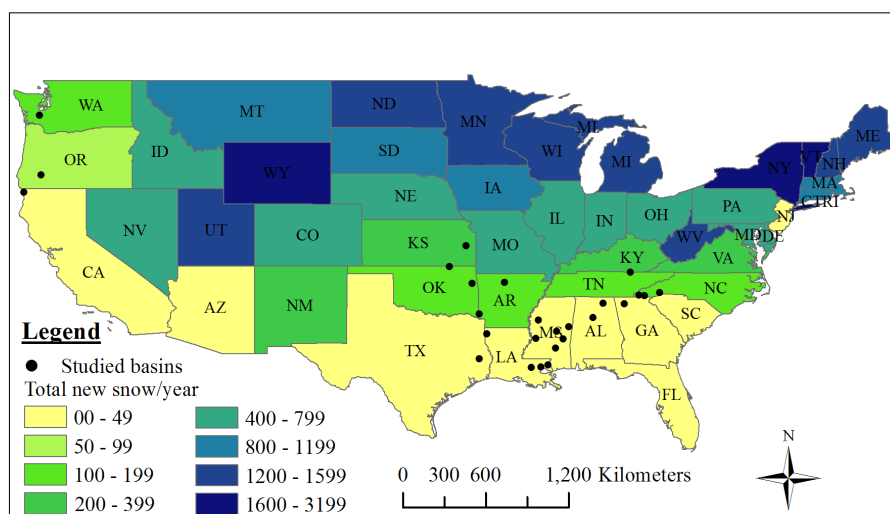 WA
MT
ND
MN
MI
ME
VT
NH
OR
ID
SD
WI
MI
NY
MA
WY
CTRI
IA
NE
PA
NJ
NV
UT
CO
IL
IN
OH
MD
DE
KS
MO
WV
KY
VA
CA
OK
AR
TN
NC
AZ
NM
SC
MS
AL
GA
TX
LA
FL
Legend
Studied basins
Total new snow/year
00 - 49
50 - 99
100 - 199
200 - 399
400 - 799
800 - 1199
1200 - 1599
1600 - 3199
0 300 600 1,200 Kilometers
N